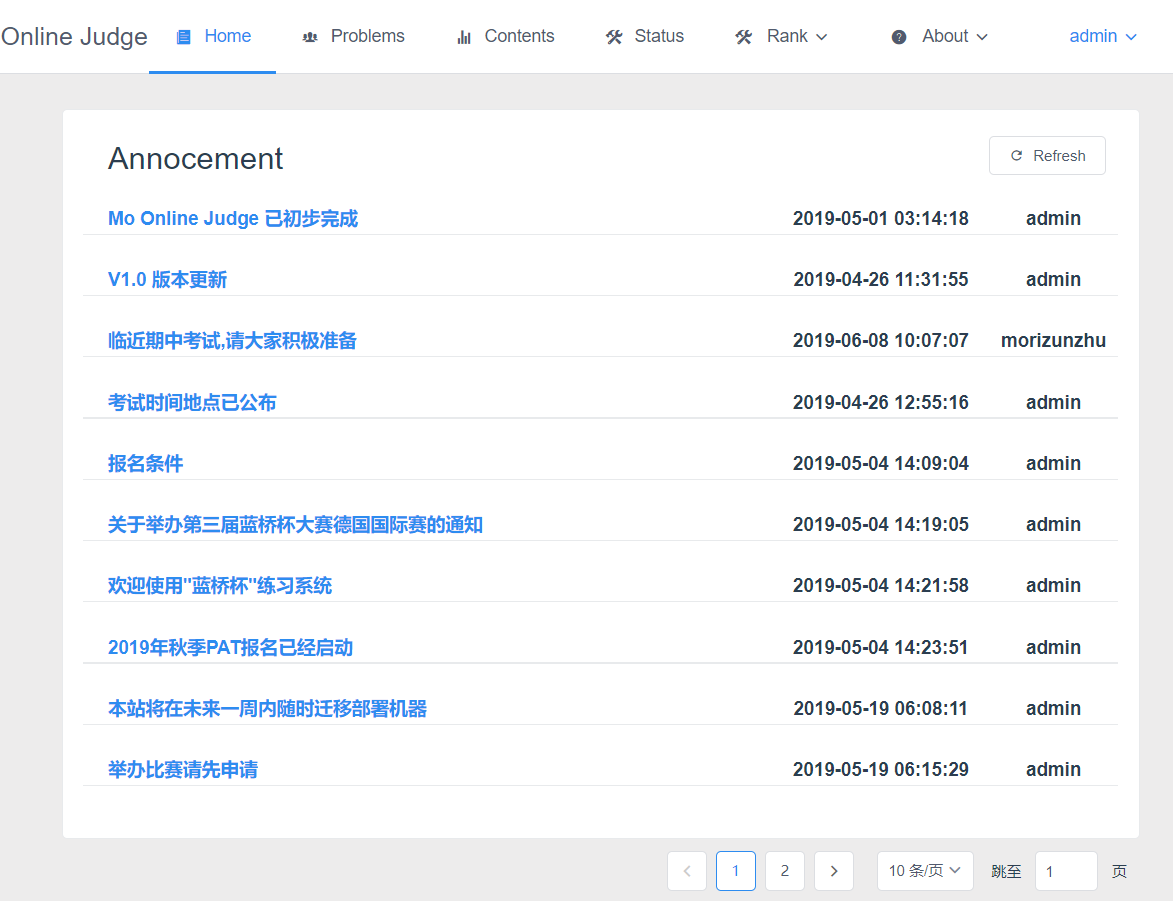 Online Judge Home Problems Contents Status Rank About admin
Annocement Refresh
Mo Online Judge 已初步完成 2019-05-01 03:14:18 admin
V1.0 版本更新 2019-04-26 11:31:55 admin
临近期中考试,请大家积极准备 2019-06-08 10:07:07 morizunzhu
考试时间地点已公布 2019-04-26 12:55:16 admin
报名条件 2019-05-04 14:09:04 admin
关于举办第三届蓝桥杯大赛德国国际赛的通知 2019-05-04 14:19:05 admin
欢迎使用"蓝桥杯"练习系统 2019-05-04 14:21:58 admin
2019年秋季PAT报名已经启动 2019-05-04 14:23:51 admin
本站将在未来一周内随时迁移部署机器 2019-05-19 06:08:11 admin
举办比赛请先申请 2019-05-19 06:15:29 admin
1 2 10 条/页 跳至 1 页